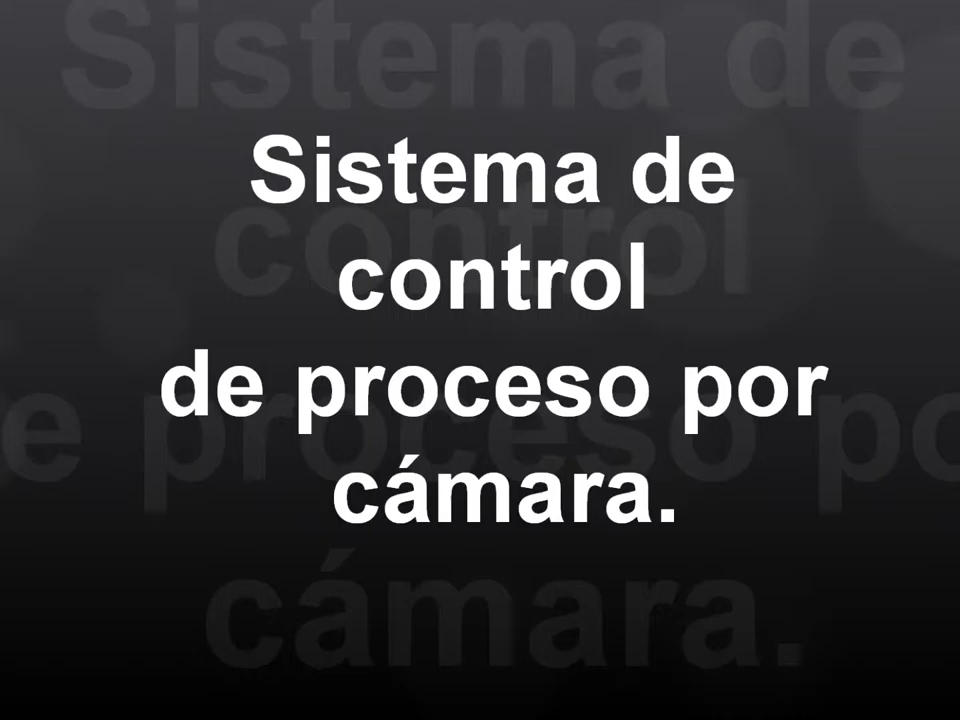 Sistema de
control
de proceso por
cámara.